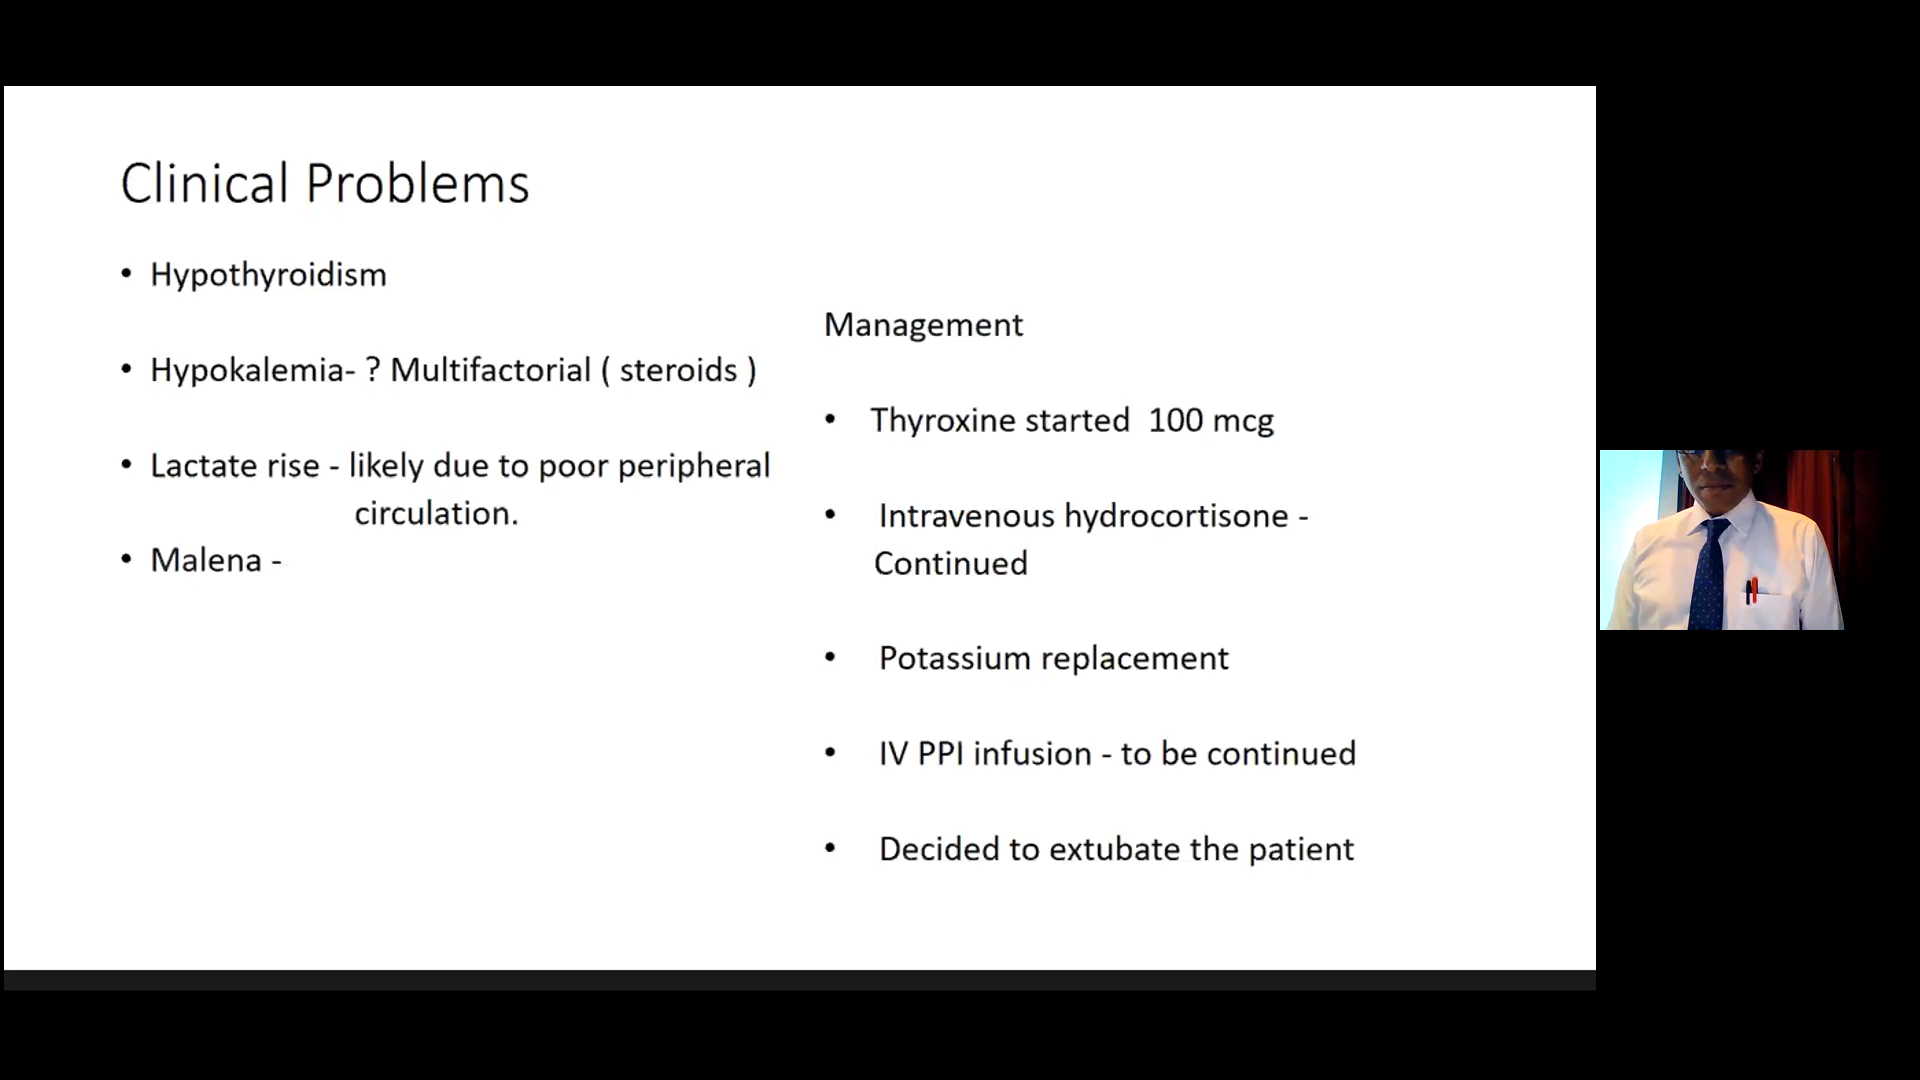 Clinical Problems
• Hypothyroidism
• Hypokalemia- ? Multifactorial ( steroids )
• Lactate rise - likely due to poor peripheral
circulation.
• Malena -
Management
• Thyroxine started 100 mcg
• Intravenous hydrocortisone -
Continued
• Potassium replacement
• IV PPI infusion - to be continued
• Decided to extubate the patient